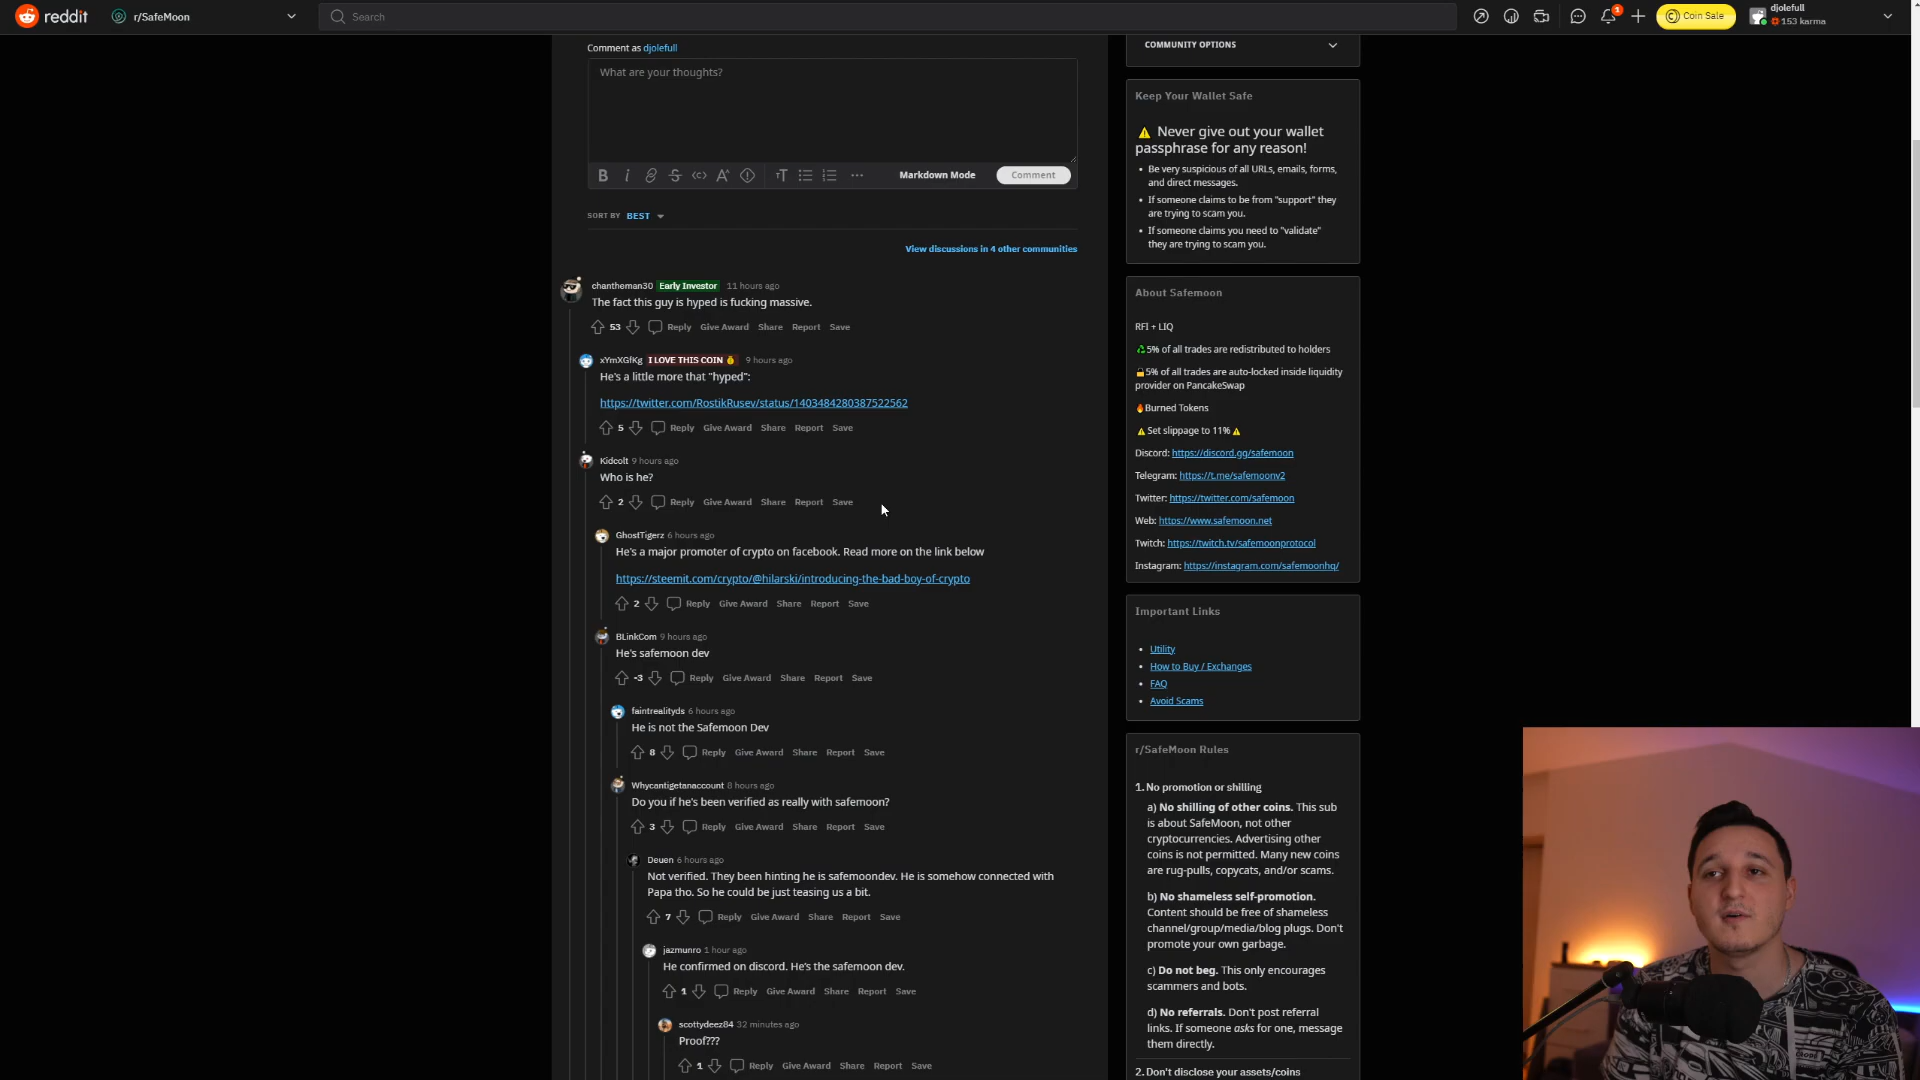 reddit
r/SafeMoon
Search
1
Coin Sale
djolefull
153 karma
Comment as djolefull
What are your thoughts?
Markdown Mode
Comment
SORT BY BEST
View discussions in 4 other communities
chantheman30 Early Investor 11 hours ago
The fact this guy is hyped is fucking massive.
53 Reply Give Award Share Report Save
xYmXGfKg I LOVE THIS COIN 9 hours ago
He's a little more that "hyped":
https://twitter.com/RostikRusev/status/1403484280387522562
5 Reply Give Award Share Report Save
Kidcolt 9 hours ago
Who is he?
2 Reply Give Award Share Report Save
GhostTigerz 6 hours ago
He's a major promoter of crypto on facebook. Read more on the link below
https://steemit.com/crypto/@hilarski/introducing-the-bad-boy-of-crypto
2 Reply Give Award Share Report Save
BLinkCom 9 hours ago
He's safemoon dev
-3 Reply Give Award Share Report Save
faintrealityds 6 hours ago
He is not the Safemoon Dev
8 Reply Give Award Share Report Save
Whycantigetanaccount 8 hours ago
Do you if he's been verified as really with safemoon?
3 Reply Give Award Share Report Save
Deuen 6 hours ago
Not verified. They been hinting he is safemoondev. He is somehow connected with
Papa tho. So he could be just teasing us a bit.
7 Reply Give Award Share Report Save
jazmunro 1 hour ago
He confirmed on discord. He's the safemoon dev.
1 Reply Give Award Share Report Save
scottydeez84 32 minutes ago
Proof???
1 Reply Give Award Share Report Save
COMMUNITY OPTIONS
Keep Your Wallet Safe
Never give out your wallet
passphrase for any reason!
• Be very suspicious of all URLs, emails, forms,
and direct messages.
• If someone claims to be from "support" they
are trying to scam you.
• If someone claims you need to "validate"
they are trying to scam you.
About Safemoon
RFI + LIQ
5% of all trades are redistributed to holders
5% of all trades are auto-locked inside liquidity
provider on PancakeSwap
Burned Tokens
Set slippage to 11%
Discord: https://discord.gg/safemoon
Telegram: https://t.me/safemoonv2
Twitter: https://twitter.com/safemoon
Web: https://www.safemoon.net
Twitch: https://twitch.tv/safemoonprotocol
Instagram: https://instagram.com/safemoonhq/
Important Links
• Utility
• How to Buy / Exchanges
• FAQ
• Avoid Scams
r/SafeMoon Rules
1. No promotion or shilling
a) No shilling of other coins. This sub
is about SafeMoon, not other
cryptocurrencies. Advertising other
coins is not permitted. Many new coins
are rug-pulls, copycats, and/or scams.
b) No shameless self-promotion.
Content should be free of shameless
channel/group/media/blog plugs. Don't
promote your own garbage.
c) Do not beg. This only encourages
scammers and bots.
d) No referrals. Don't post referral
links. If someone asks for one, message
them directly.
2. Don't disclose your assets/coins